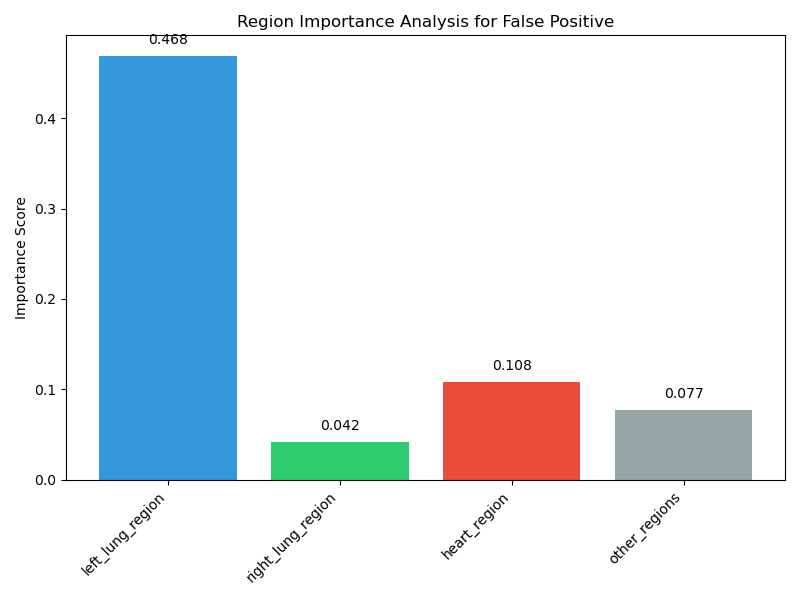 Region Importance Analysis for False Positive
0.468
0.4
0.3
0.2
0.1
0.0
Importance Score
0.042
0.108
0.077
left_lung_region
right_lung_region
heart_region
other_regions